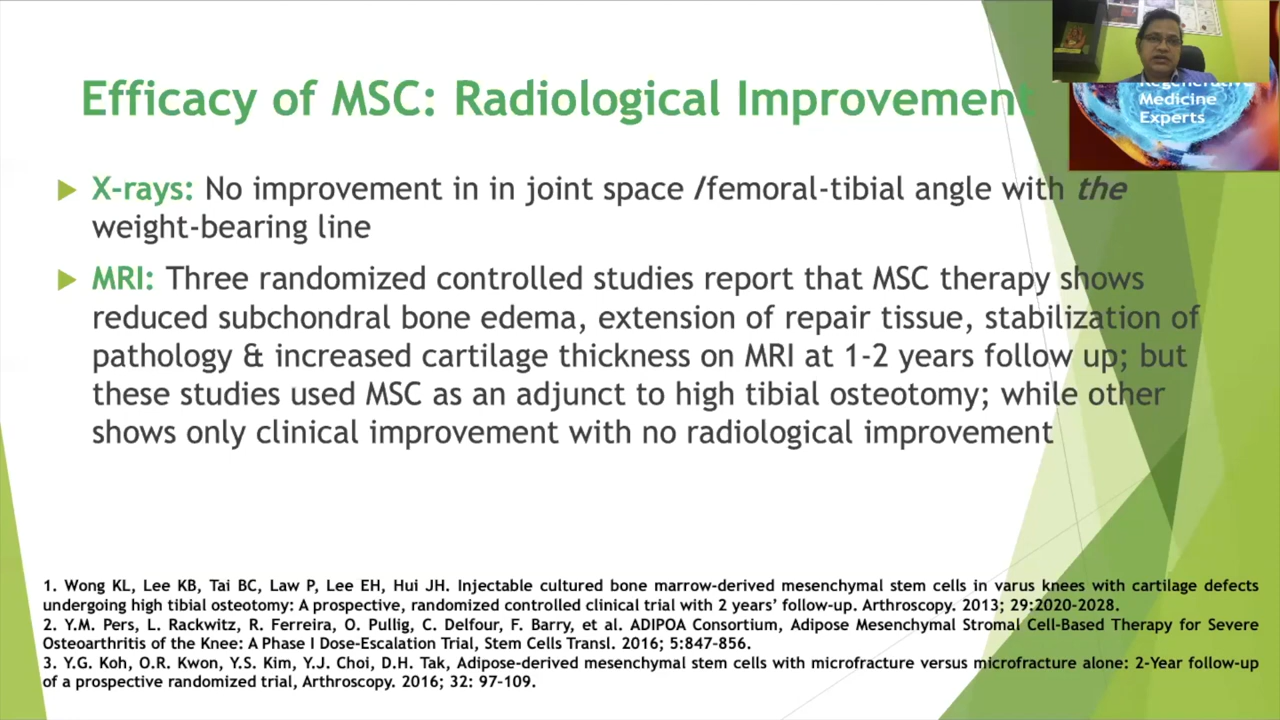 Efficacy of MSC: Radiological Improvement
Medicine
Experts
X-rays: No improvement in in joint space /femoral-tibial angle with the
weight-bearing line
MRI: Three randomized controlled studies report that MSC therapy shows
reduced subchondral bone edema, extension of repair tissue, stabilization of
pathology & increased cartilage thickness on MRI at 1-2 years follow up; but
these studies used MSC as an adjunct to high tibial osteotomy; while other
shows only clinical improvement with no radiological improvement
1. Wong KL, Lee KB, Tai BC, Law P, Lee EH, Hui JH. Injectable cultured bone marrow-derived mesenchymal stem cells in varus knees with cartilage defects
undergoing high tibial osteotomy: A prospective, randomized controlled clinical trial with 2 years’ follow-up. Arthroscopy. 2013; 29:2020-2028.
2. Y.M. Pers, L. Rackwitz, R. Ferreira, O. Pullig, C. Delfour, F. Barry, et al. ADIPOA Consortium, Adipose Mesenchymal Stromal Cell-Based Therapy for Severe
Osteoarthritis of the Knee: A Phase I Dose-Escalation Trial, Stem Cells Transl. 2016; 5:847-856.
3. Y.G. Koh, O.R. Kwon, Y.S. Kim, Y.J. Choi, D.H. Tak, Adipose-derived mesenchymal stem cells with microfracture versus microfracture alone: 2-Year follow-up
of a prospective randomized trial, Arthroscopy. 2016; 32: 97–109.